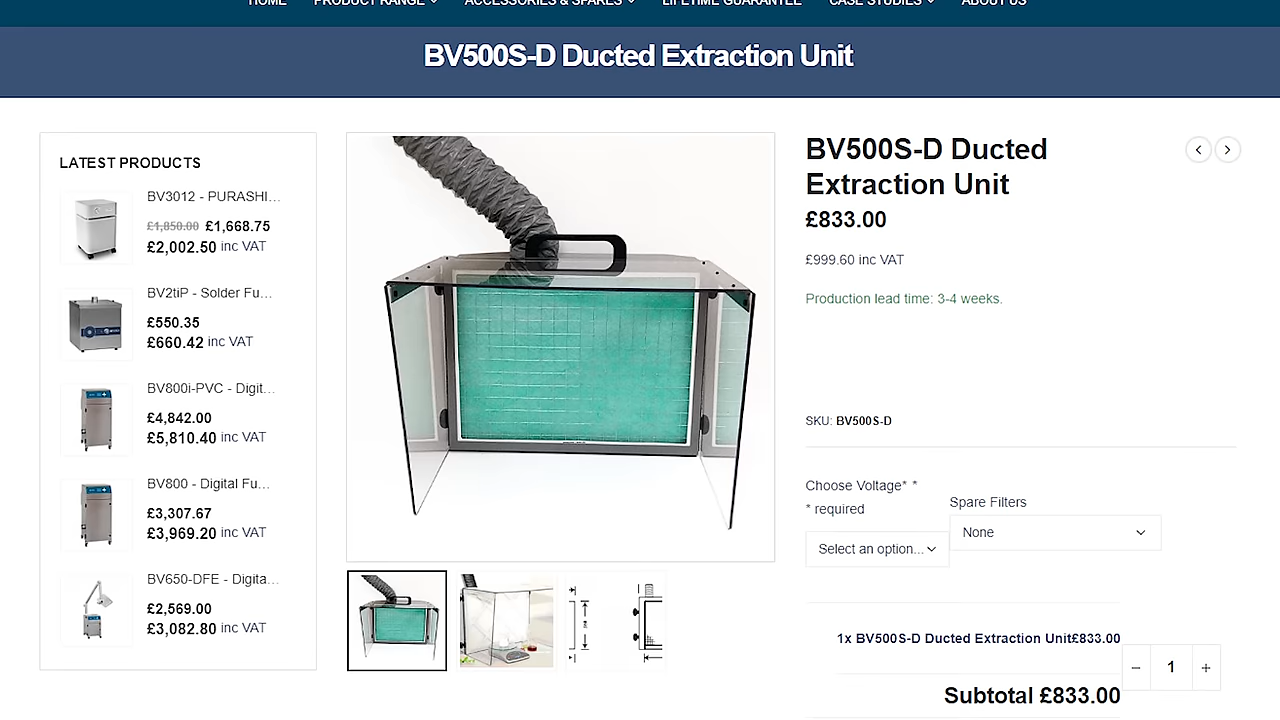 HOME PRODUCT RANGE ACCESSORIES & SPARES LIFETIME GUARANTEE CASE STUDIES ABOUT US
BV500S-D Ducted Extraction Unit
LATEST PRODUCTS
BV3012 - PURASHI...
£1,850.00 £1,668.75
£2,002.50 inc VAT
BV2tiP - Solder Fu...
£550.35
£660.42 inc VAT
BV800i-PVC - Digit...
£4,842.00
£5,810.40 inc VAT
BV800 - Digital Fu...
£3,307.67
£3,969.20 inc VAT
BV650-DFE - Digita...
£2,569.00
£3,082.80 inc VAT
BV500S-D Ducted
Extraction Unit
£833.00
£999.60 inc VAT
Production lead time: 3-4 weeks.
SKU: BV500S-D
Choose Voltage* *
* required
Select an option...
Spare Filters
None
1x BV500S-D Ducted Extraction Unit£833.00
− 1 +
Subtotal £833.00